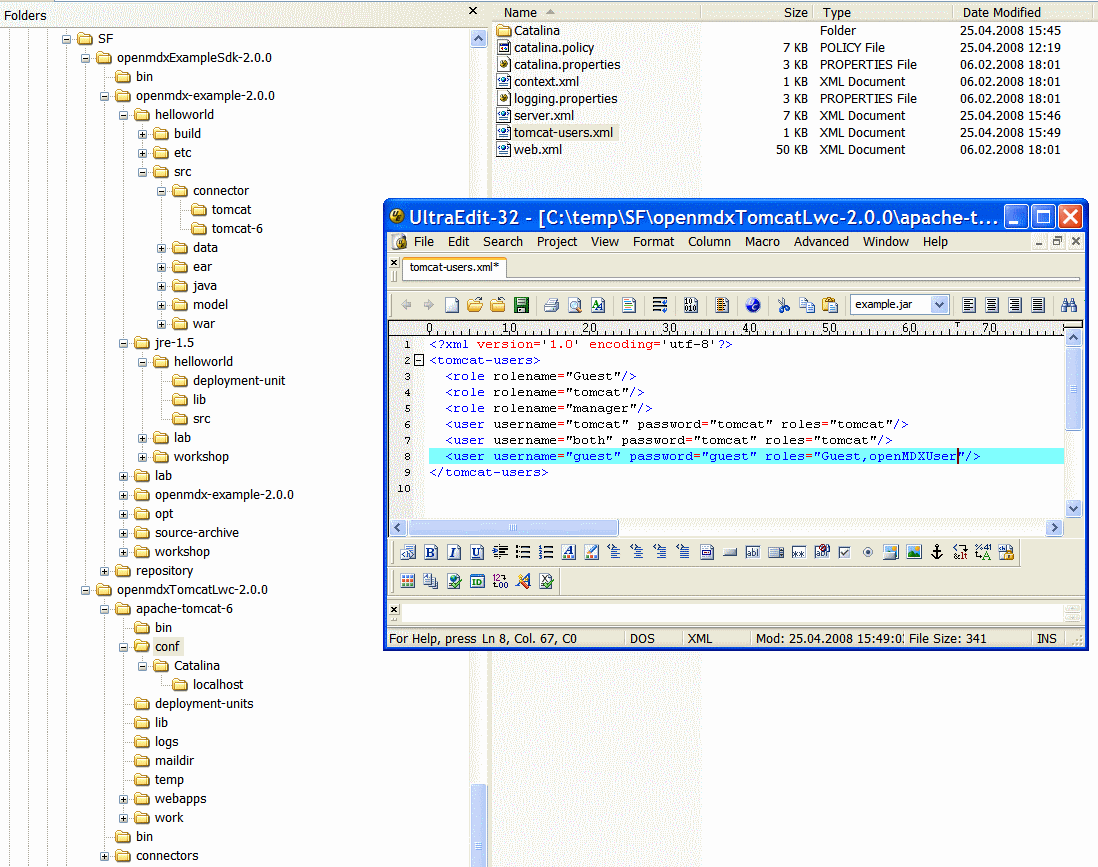 Folders
SF
openmdxExampleSdk-2.0.0
bin
openmdx-example-2.0.0
helloworld
build
etc
src
connector
tomcat
tomcat-6
data
ear
java
model
war
jre-1.5
helloworld
deployment-unit
lib
src
lab
workshop
lab
openmdx-example-2.0.0
opt
source-archive
workshop
repository
openmdxTomcatLwc-2.0.0
apache-tomcat-6
bin
conf
Catalina
localhost
deployment-units
lib
logs
maildir
temp
webapps
work
bin
connectors
Name Size Type Date Modified
Catalina Folder 25.04.2008 15:45
catalina.policy 7 KB POLICY File 25.04.2008 12:19
catalina.properties 3 KB PROPERTIES File 06.02.2008 18:01
context.xml 1 KB XML Document 06.02.2008 18:01
logging.properties 3 KB PROPERTIES File 06.02.2008 18:01
server.xml 7 KB XML Document 25.04.2008 15:46
tomcat-users.xml 1 KB XML Document 25.04.2008 15:49
web.xml 50 KB XML Document 06.02.2008 18:01
UltraEdit-32 - [C:\temp\SF\openmdxTomcatLwc-2.0.0\apache-t...
File Edit Search Project View Format Column Macro Advanced Window Help
tomcat-users.xml*
example.jar
0 10 20 30 40 50 60 70
1 <?xml version='1.0' encoding='utf-8'?>
2 <tomcat-users>
3 <role rolename="Guest"/>
4 <role rolename="tomcat"/>
5 <role rolename="manager"/>
6 <user username="tomcat" password="tomcat" roles="tomcat"/>
7 <user username="both" password="tomcat" roles="tomcat"/>
8 <user username="guest" password="guest" roles="Guest,openMDXUser"/>
9 </tomcat-users>
10
For Help, press Ln 8, Col. 67, C0 DOS XML Mod: 25.04.2008 15:49:0 File Size: 341 INS